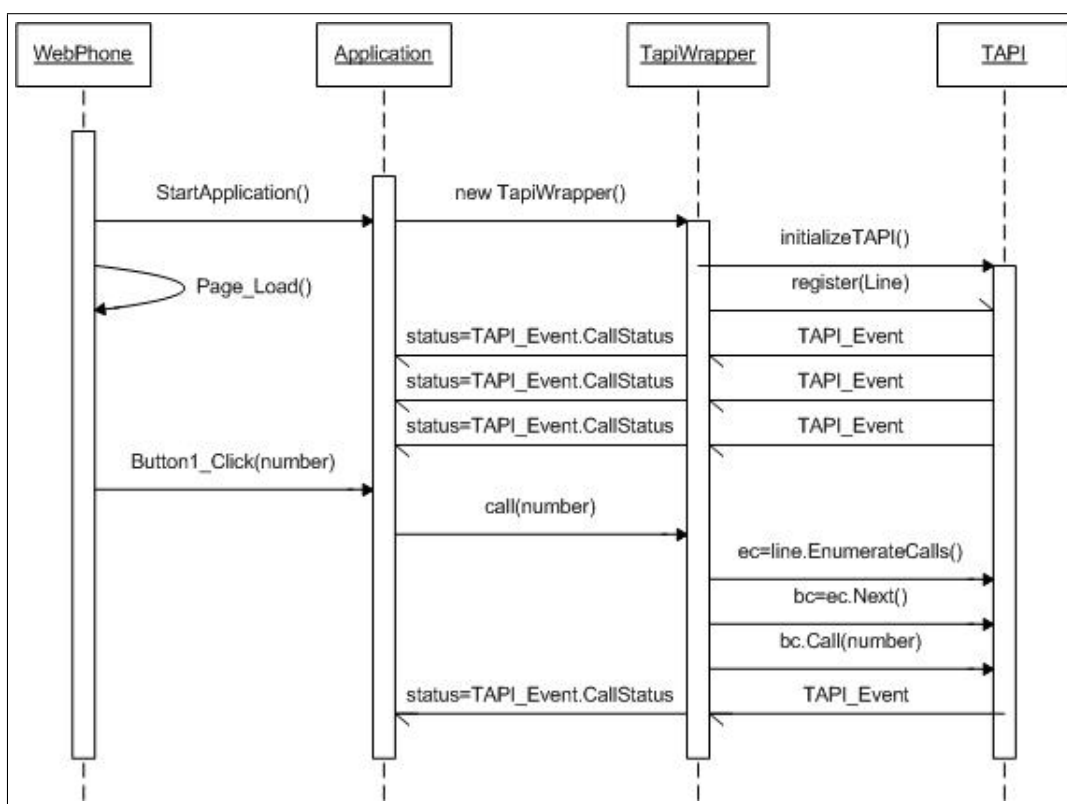 WebPhone
Application
TapiWrapper
TAPI
StartApplication()
new TapiWrapper()
initializeTAPI()
Page_Load()
register(Line)
status=TAPI_Event.CallStatus
TAPI_Event
status=TAPI_Event.CallStatus
TAPI_Event
status=TAPI_Event.CallStatus
TAPI_Event
Button1_Click(number)
call(number)
ec=line.EnumerateCalls()
bc=ec.Next()
bc.Call(number)
status=TAPI_Event.CallStatus
TAPI_Event